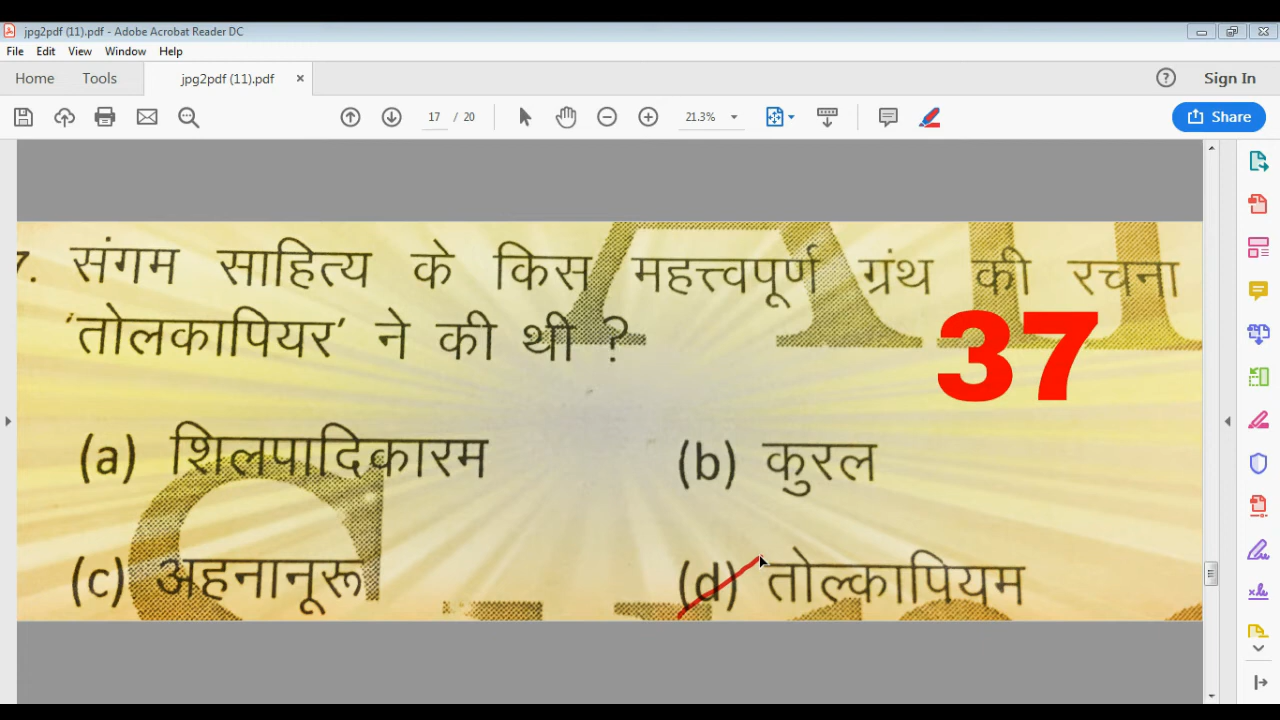 jpg2pdf (11).pdf - Adobe Acrobat Reader DC
File Edit View Window Help
Home Tools jpg2pdf (11).pdf × Sign In
17 / 20 21.3% Share
7. संगम साहित्य के किस महत्त्वपूर्ण ग्रंथ की रचना
'तोलकापियर' ने की थी ?
37
(a) शिलपादिकारम (b) कुरल
(c) अहनानूरू (d) तोल्कापियम